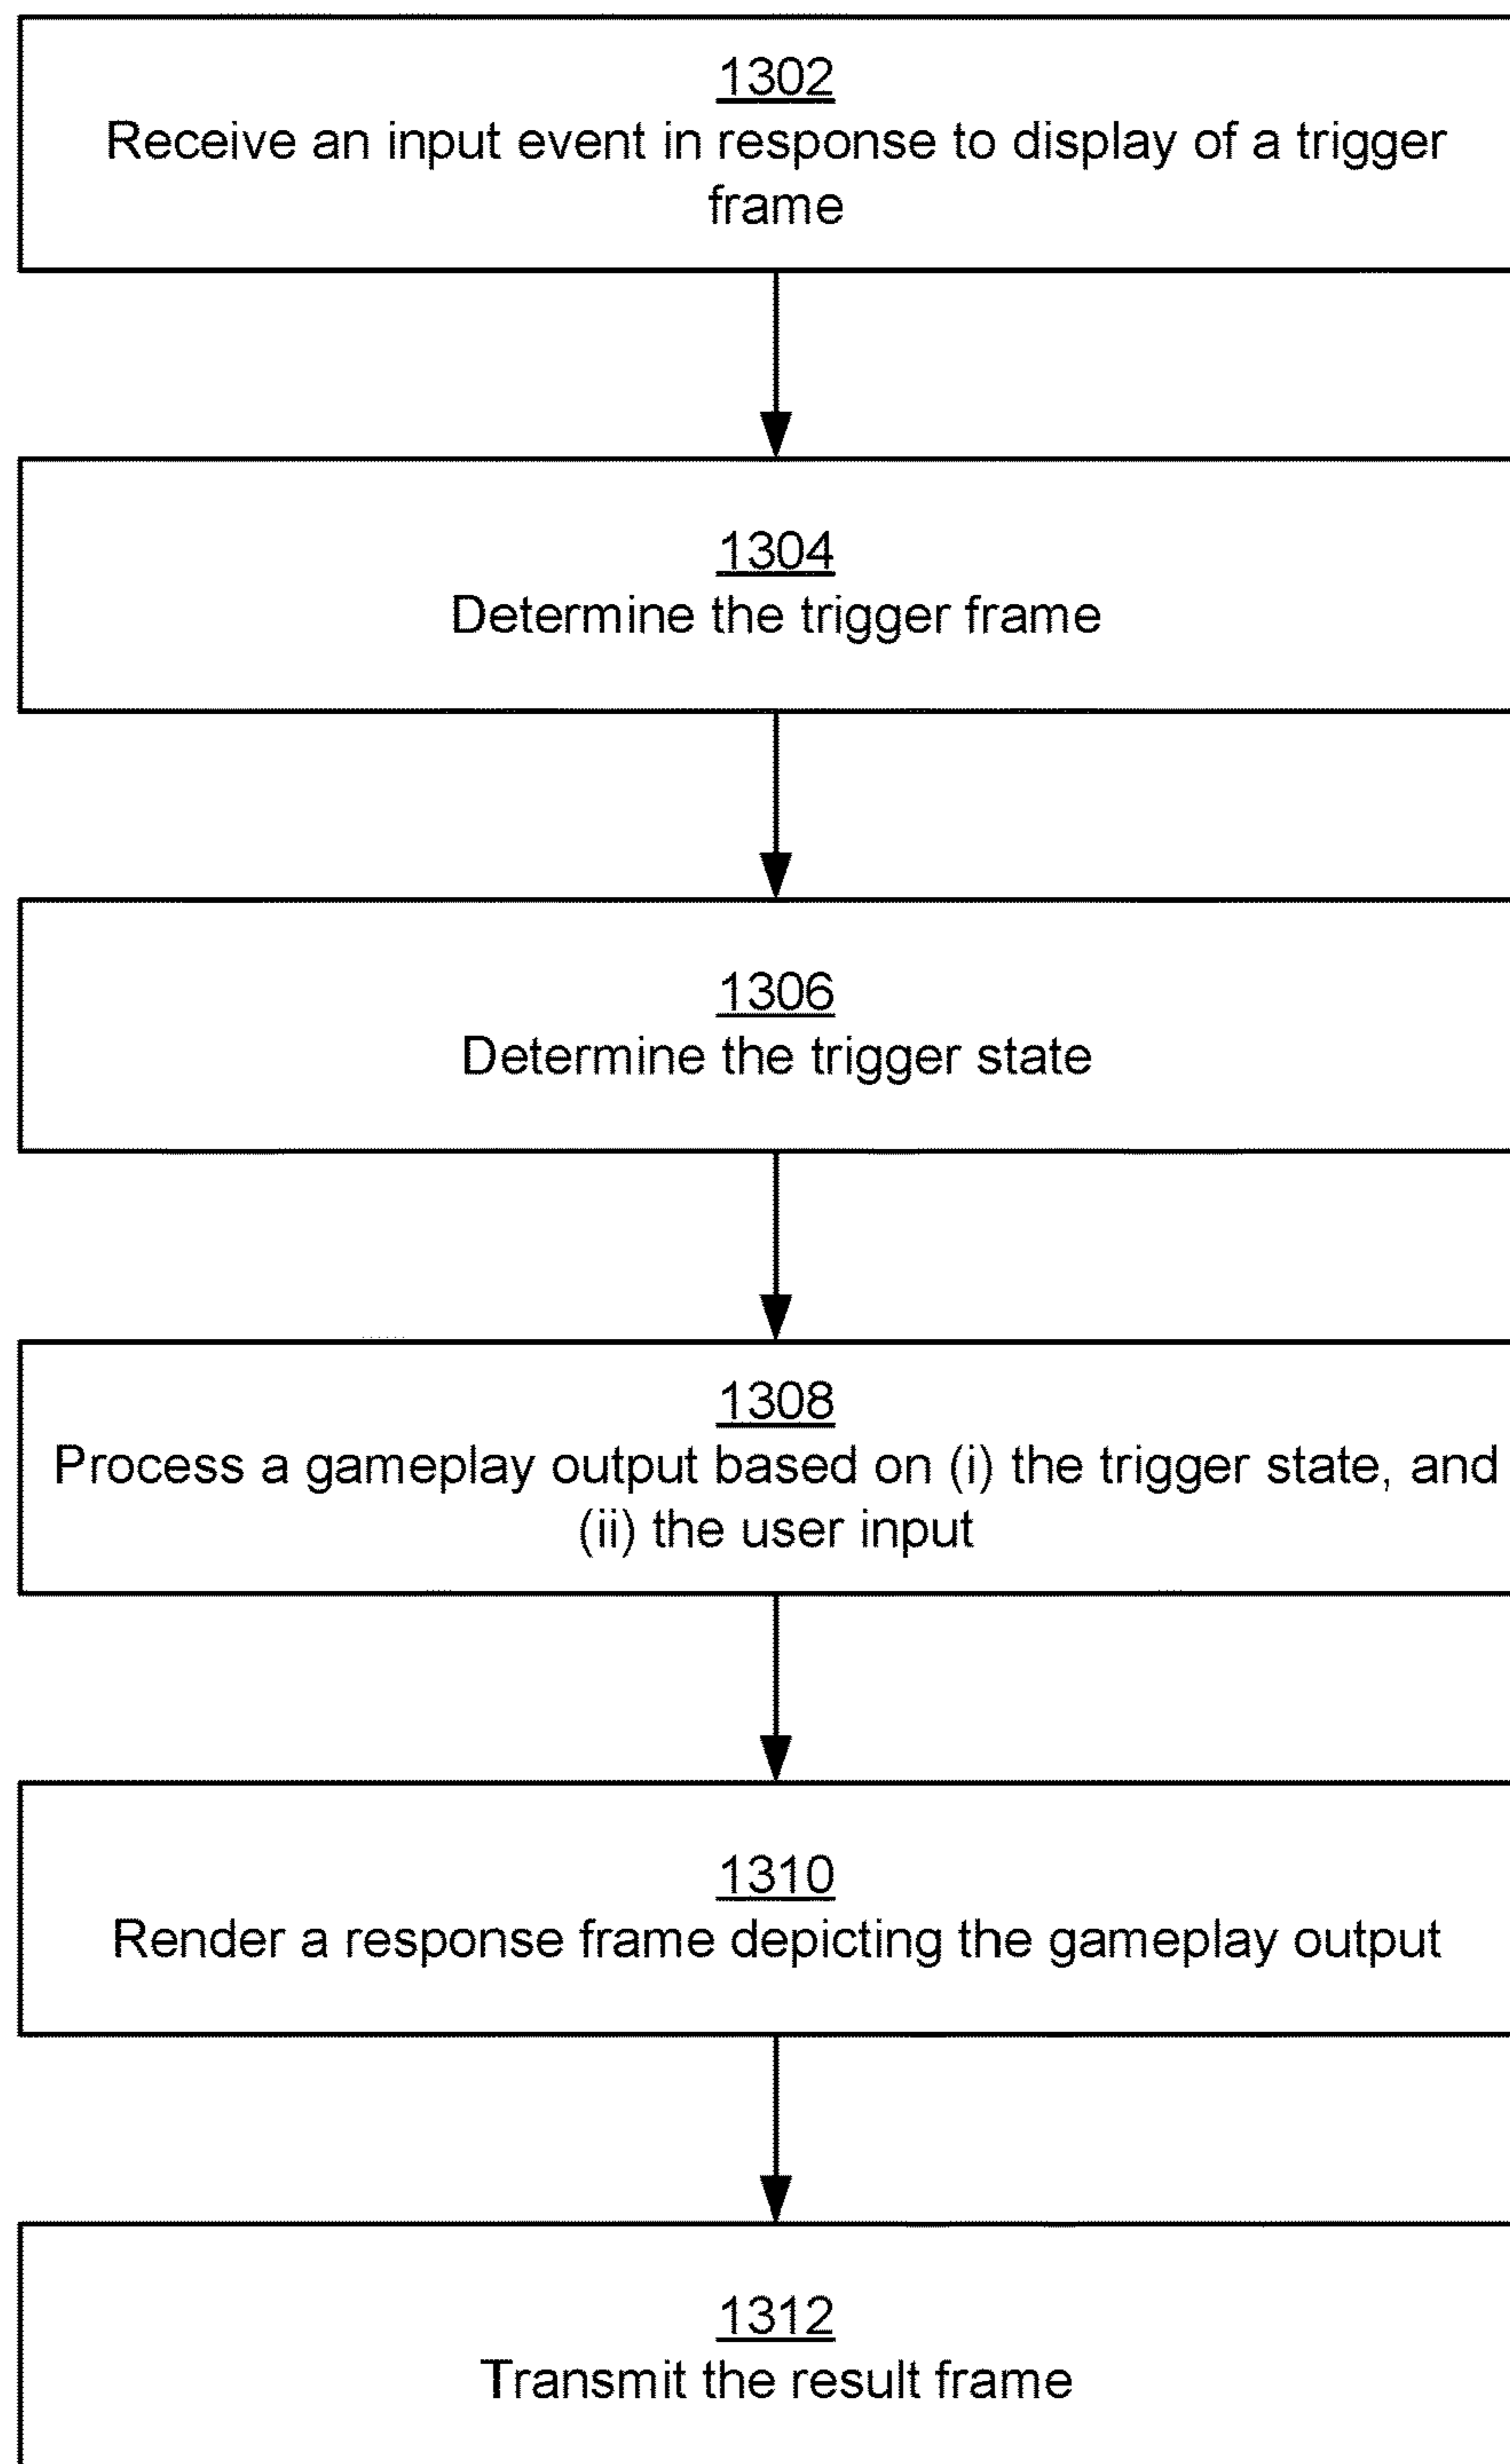 1302
Receive an input event in response to display of a trigger
frame
1304
Determine the trigger frame
1306
Determine the trigger state
1308
Process a gameplay output based on (i) the trigger state, and
(ii) the user input
1310
Render a response frame depicting the gameplay output
1312
Transmit the result frame